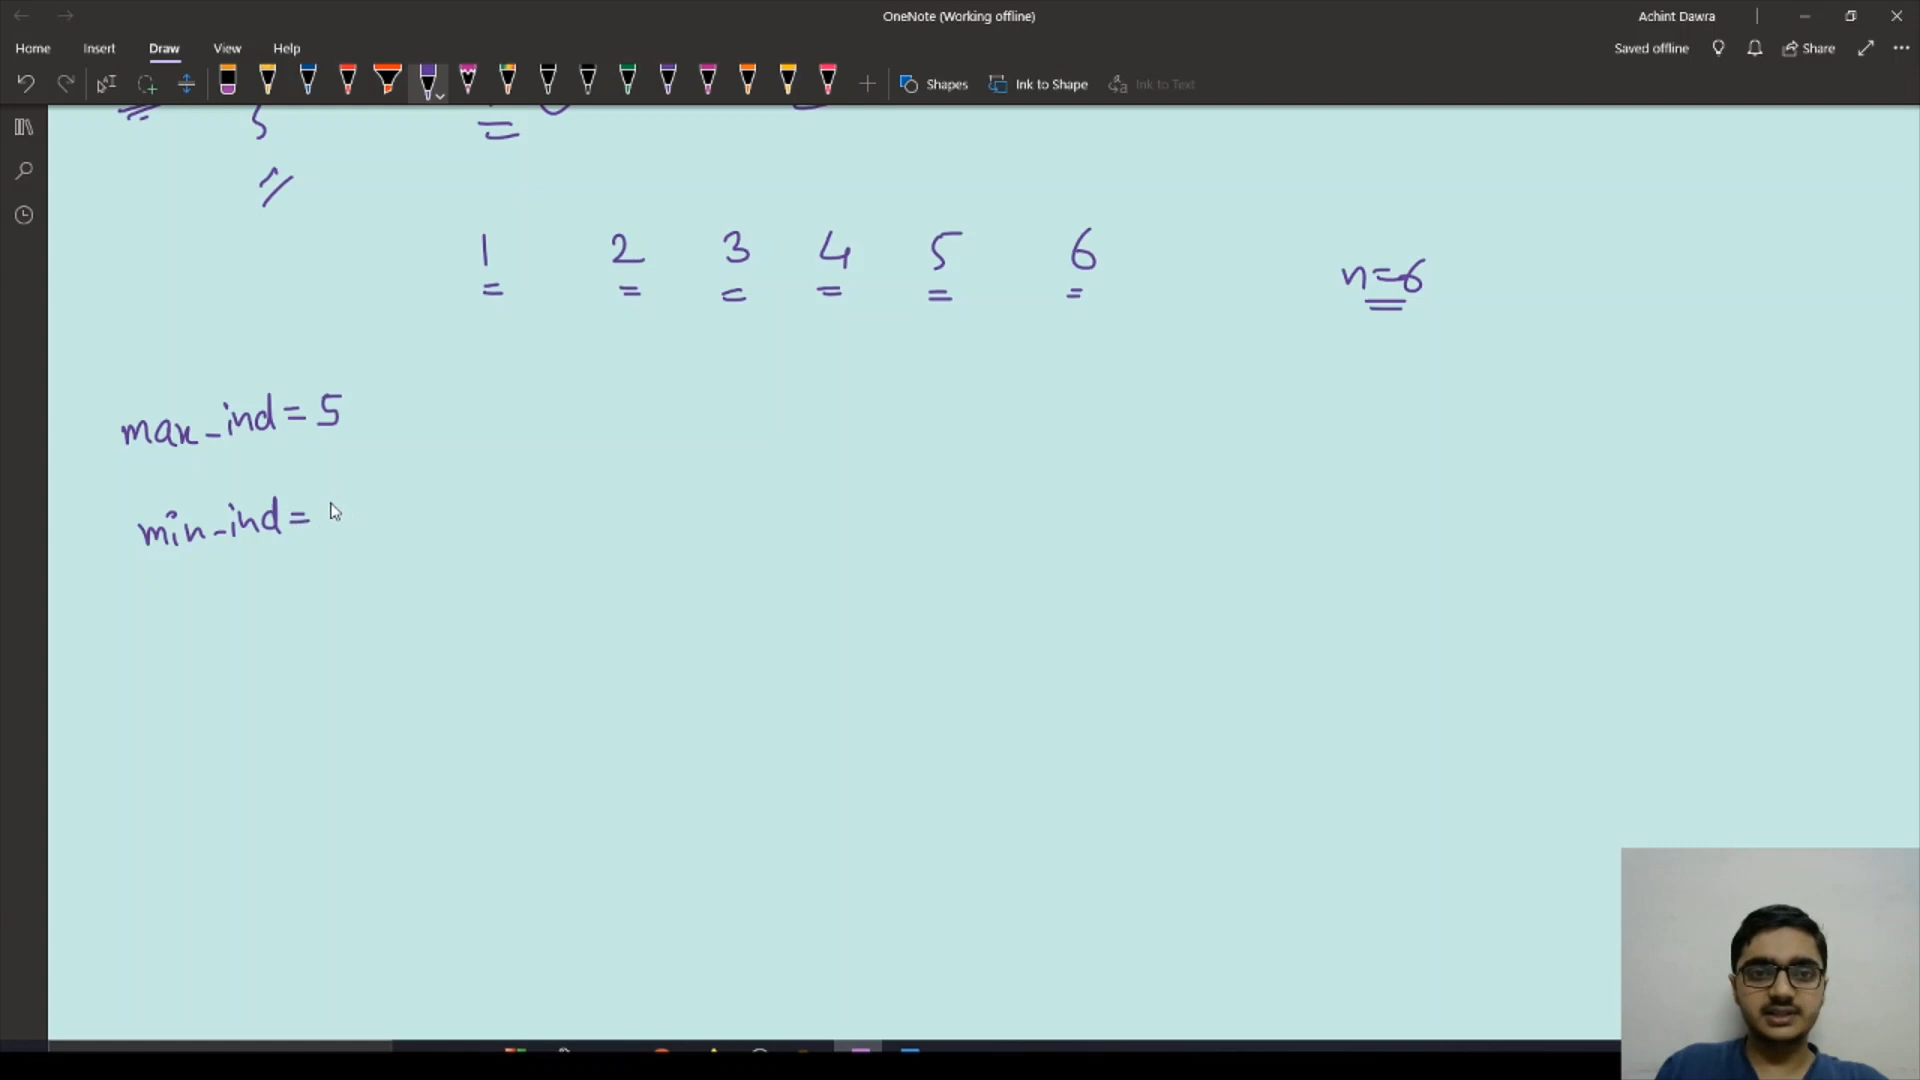 OneNote (Working offline)
Achint Dawra
Home Insert Draw View Help
Saved offline Share
Shapes Ink to Shape Ink to Text
1 2 3 4 5 6
n=6
max_ind = 5
min_ind =